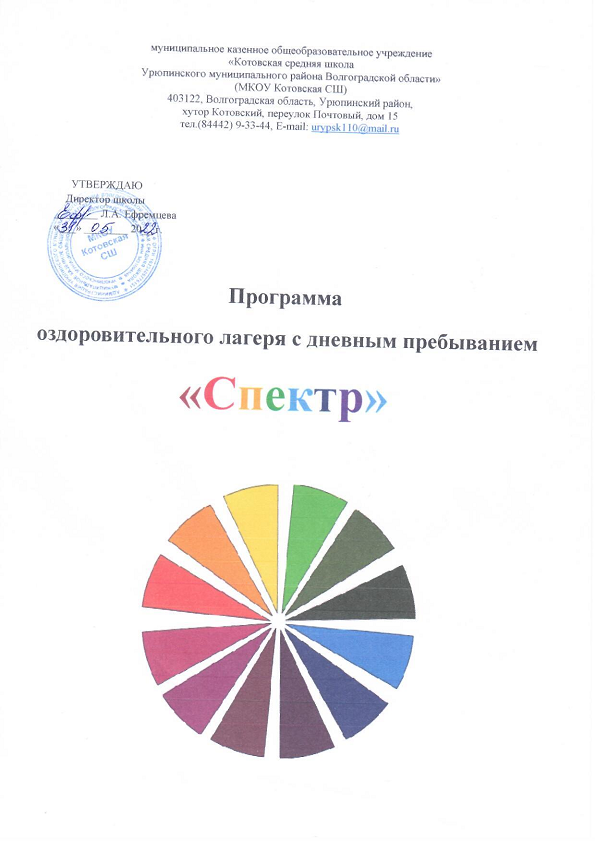 муниципальное казенное общеобразовательное учреждение
«Котовская средняя школа
Урюпинского муниципального района Волгоградской области»
(МКОУ Котовская СШ)
403122, Волгоградская область, Урюпинский район,
хутор Котовский, переулок Почтовый, дом 15
тел.(84442) 9-33-44, E-mail: urypsk110@mail.ru
УТВЕРЖДАЮ
Директор школы
Л.А. Ефремцева
«31» 05 2022г.
МКОУ
Котовская
СШ
Программа
оздоровительного лагеря с дневным пребыванием
«Спектр»